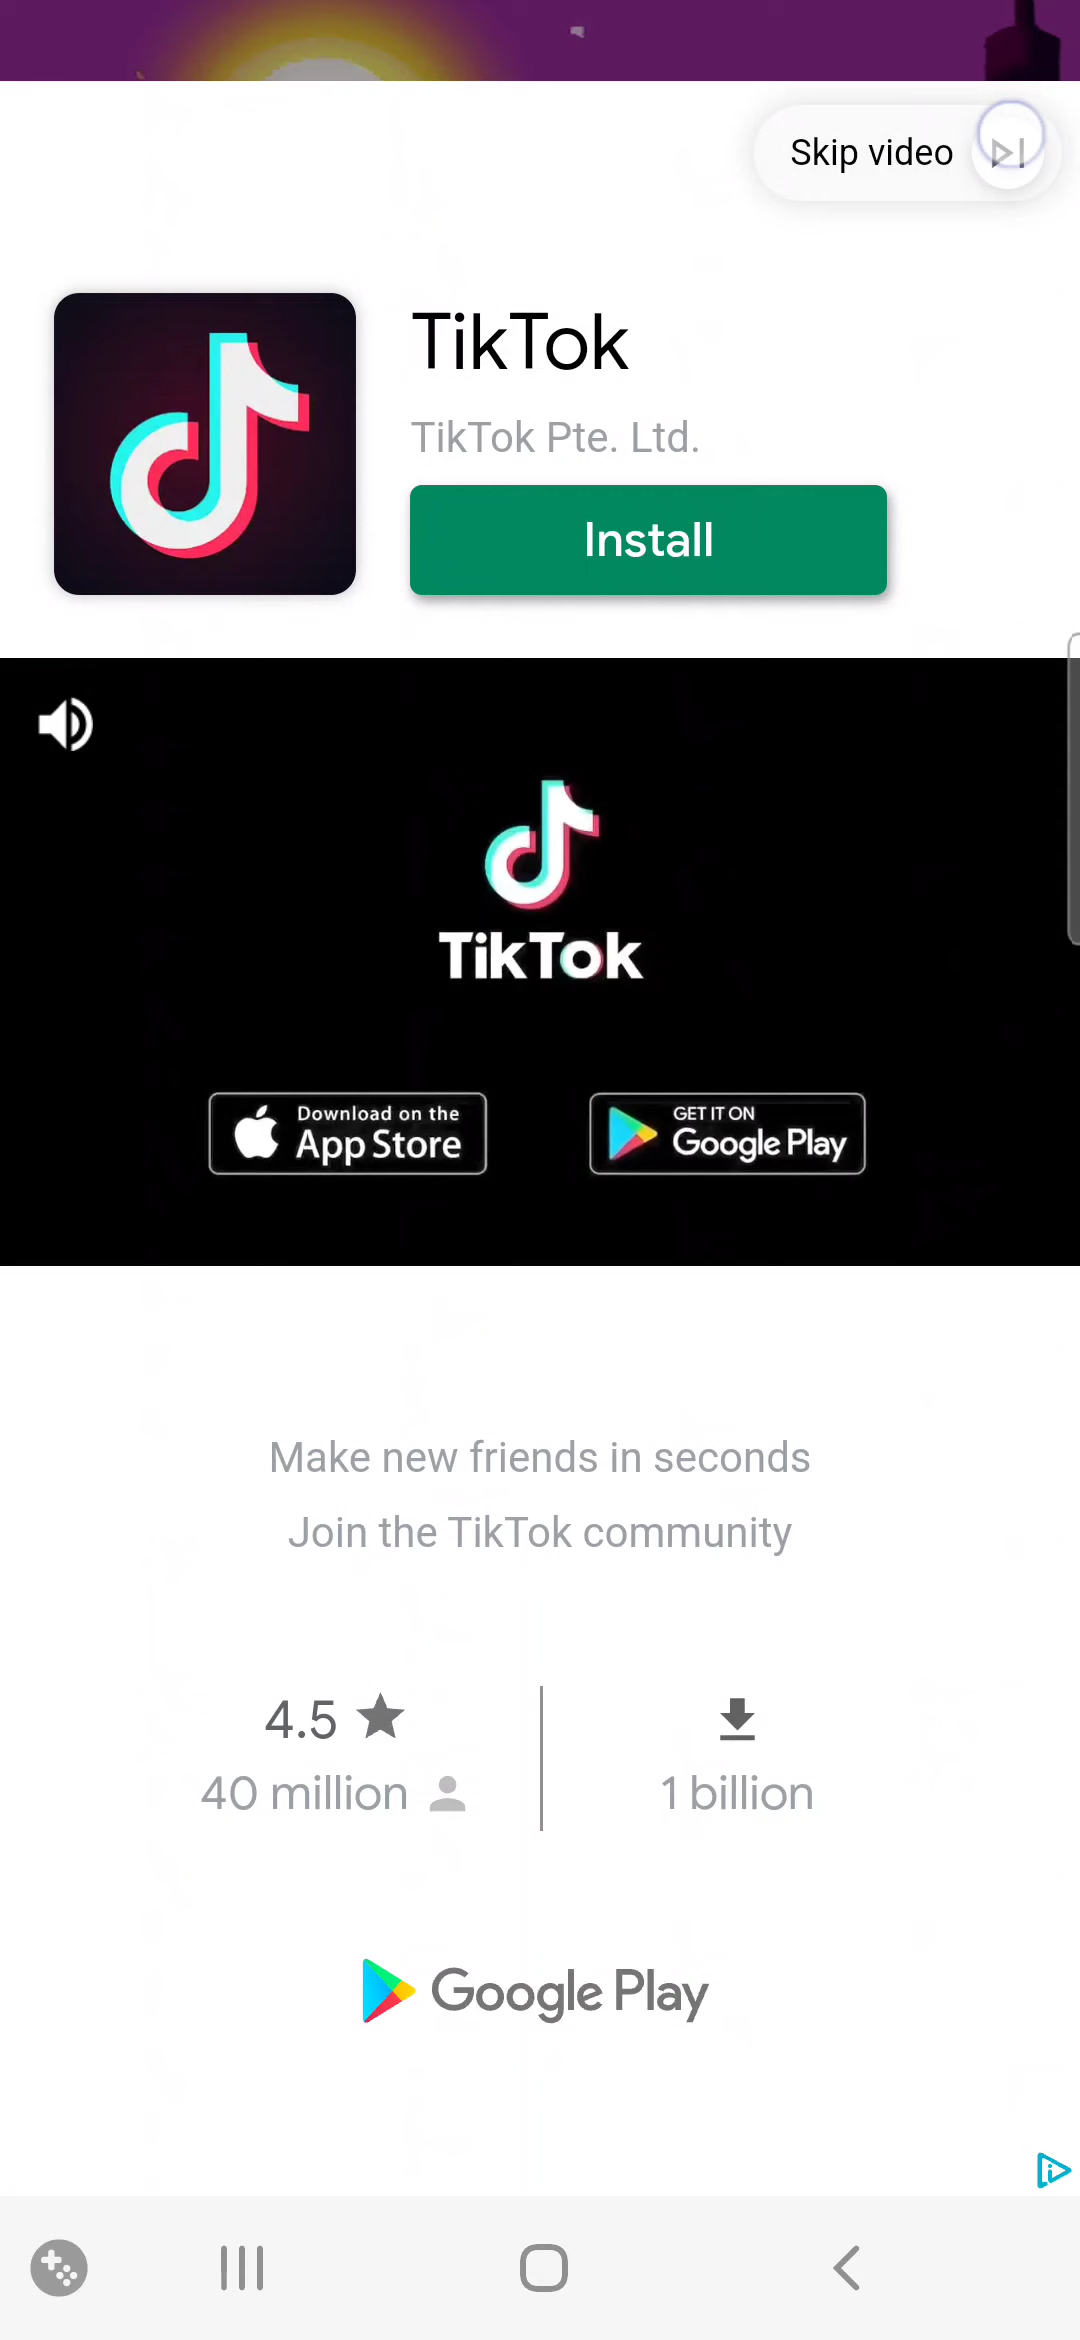 Skip video
TikTok
TikTok Pte. Ltd.
Install
TikTok
Download on the
App Store
GET IT ON
Google Play
Make new friends in seconds
Join the TikTok community
4.5
40 million
1 billion
Google Play